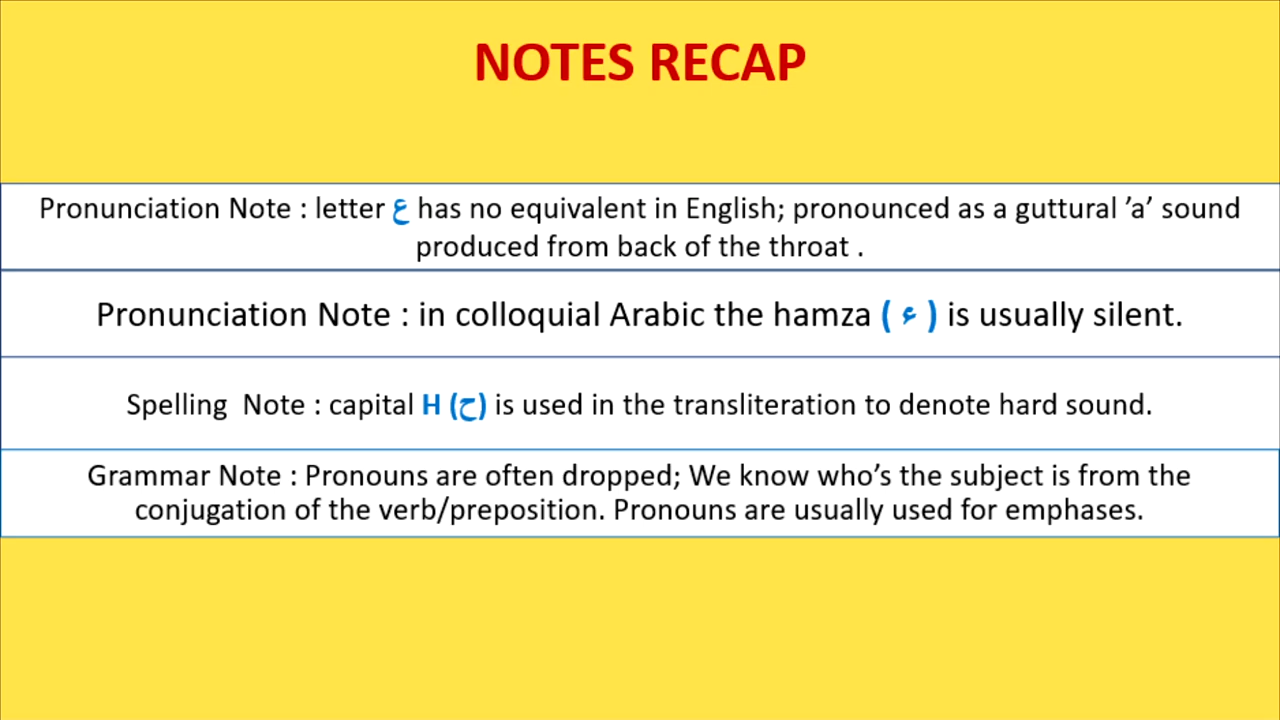 NOTES RECAP
Pronunciation Note : letter ع has no equivalent in English; pronounced as a guttural ’a’ sound
produced from back of the throat .
Pronunciation Note : in colloquial Arabic the hamza ( ء ) is usually silent.
Spelling  Note : capital H (ح) is used in the transliteration to denote hard sound.
Grammar Note : Pronouns are often dropped; We know who’s the subject is from the
conjugation of the verb/preposition. Pronouns are usually used for emphases.